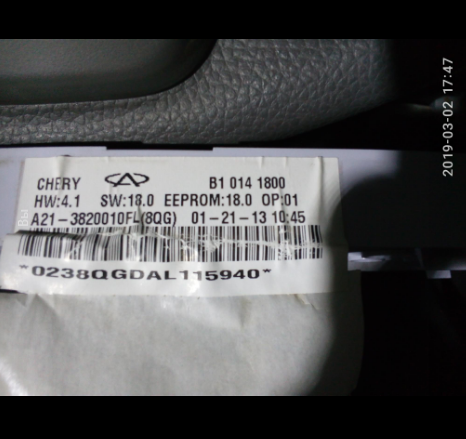 CHERY B1 014 1800
HW:4.1 SW:18.0 EEPROM:18.0 OP:01
A21-3820010FL(8QG) 01-21-13 10:45
*0238QGDAL115940*
2019-03-02 17:47